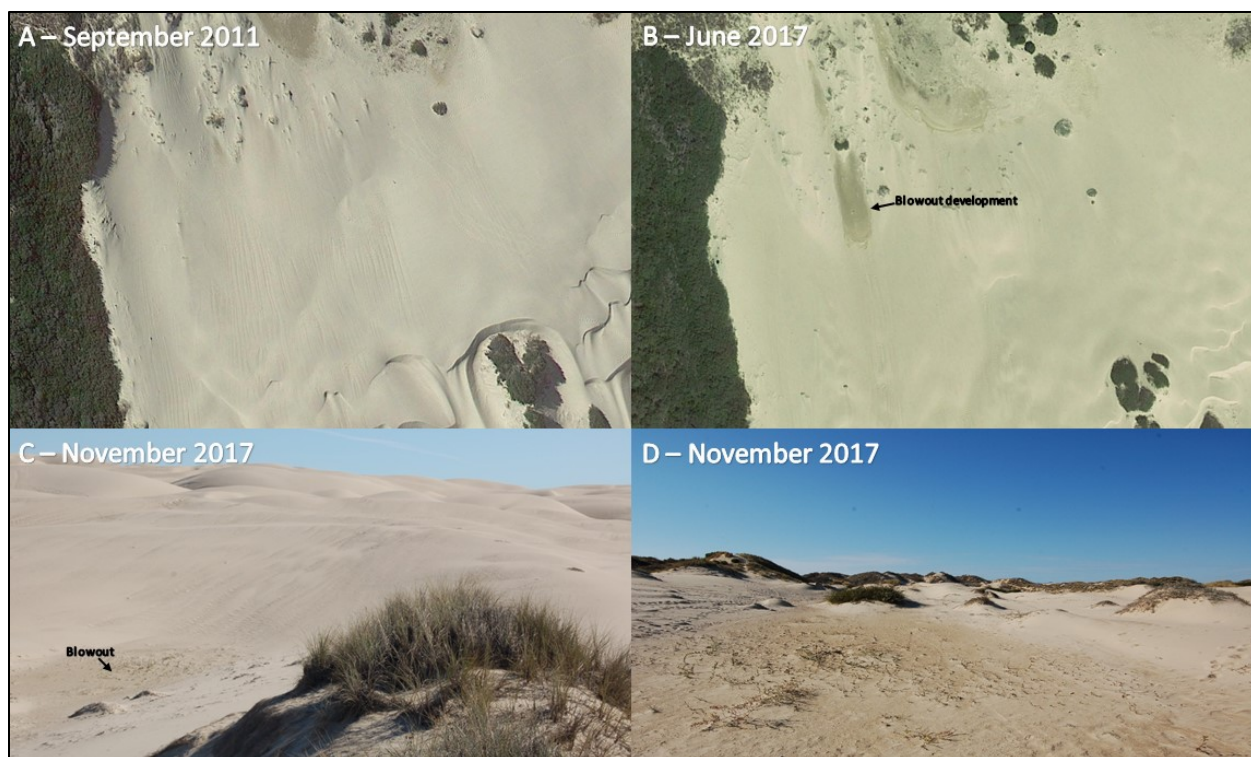 A – September 2011
B – June 2017
Blowout development
C – November 2017
D – November 2017
Blowout